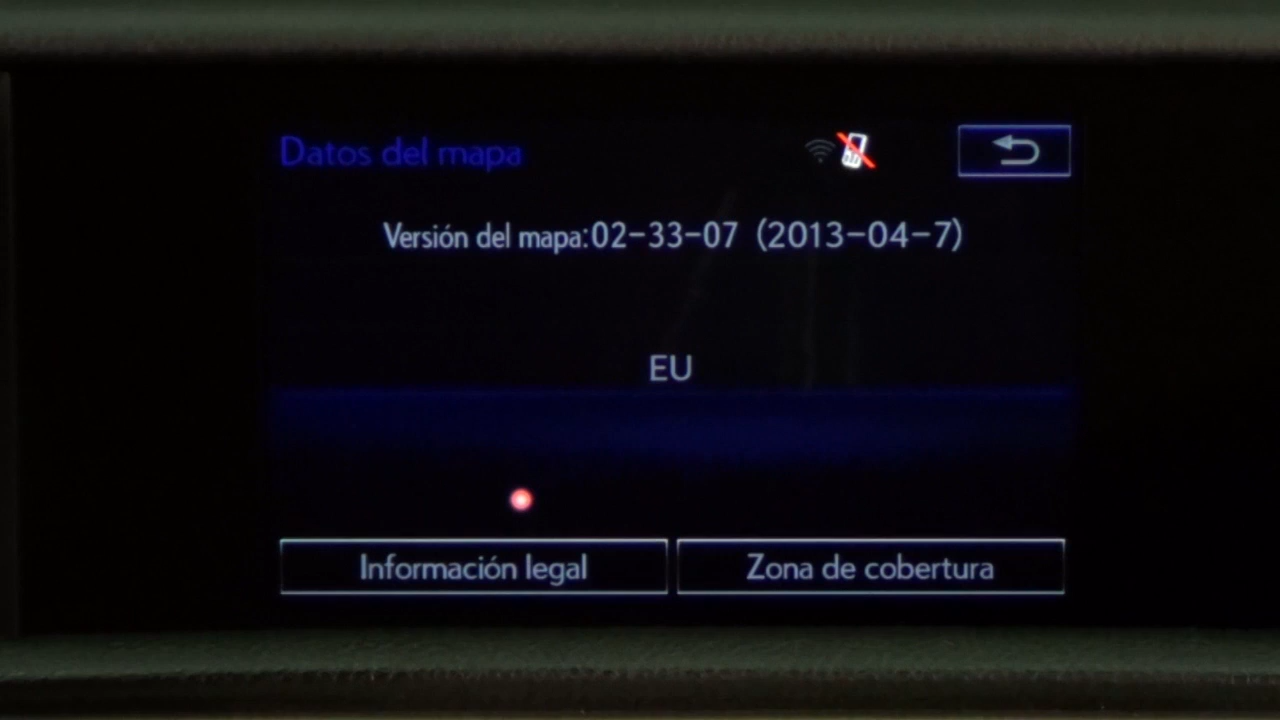 Datos del mapa
Versión del mapa:02-33-07 (2013-04-7)
EU
Información legal
Zona de cobertura